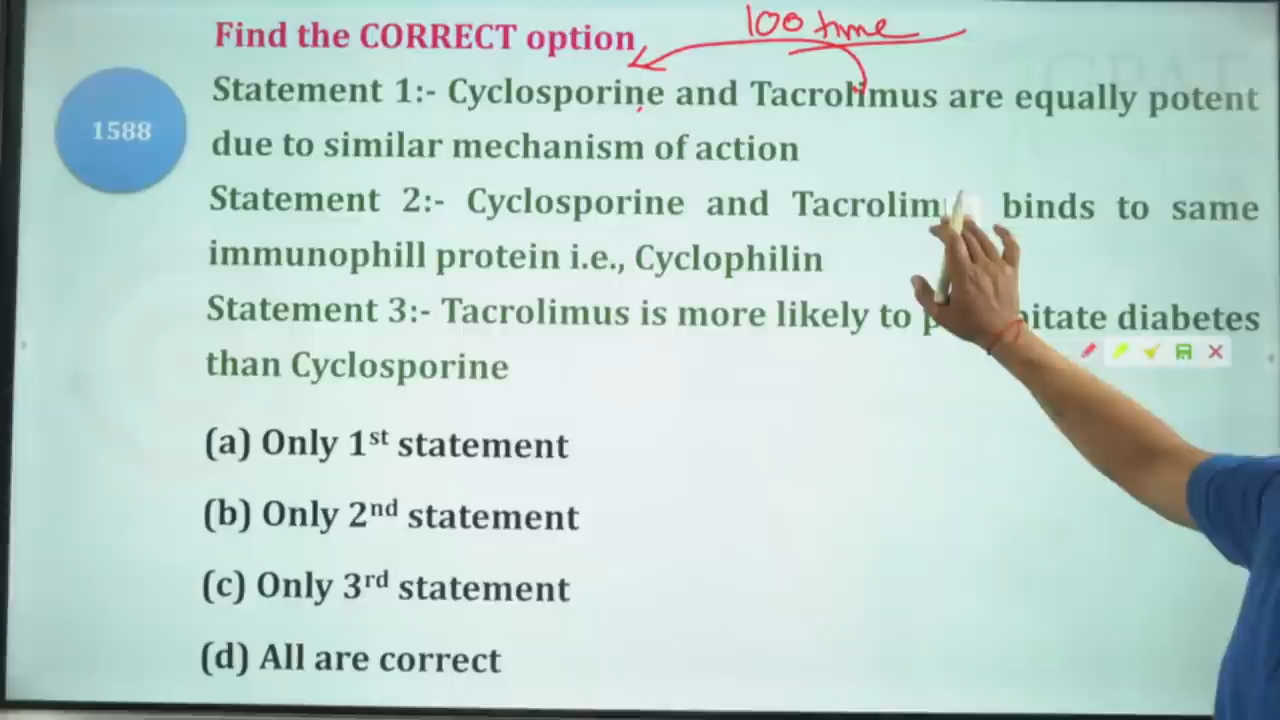 100 time
Find the CORRECT option
1588
Statement 1:- Cyclosporine and Tacrolimus are equally potent
due to similar mechanism of action
Statement 2:- Cyclosporine and binds to same
immunophill protein i.e., Cyclophilin
Statement 3:- Tacrolimus is more likely to diabetes
than Cyclosporine
(a) Only 1st statement
(b) Only 2nd statement
(c) Only 3rd statement
(d) All are correct